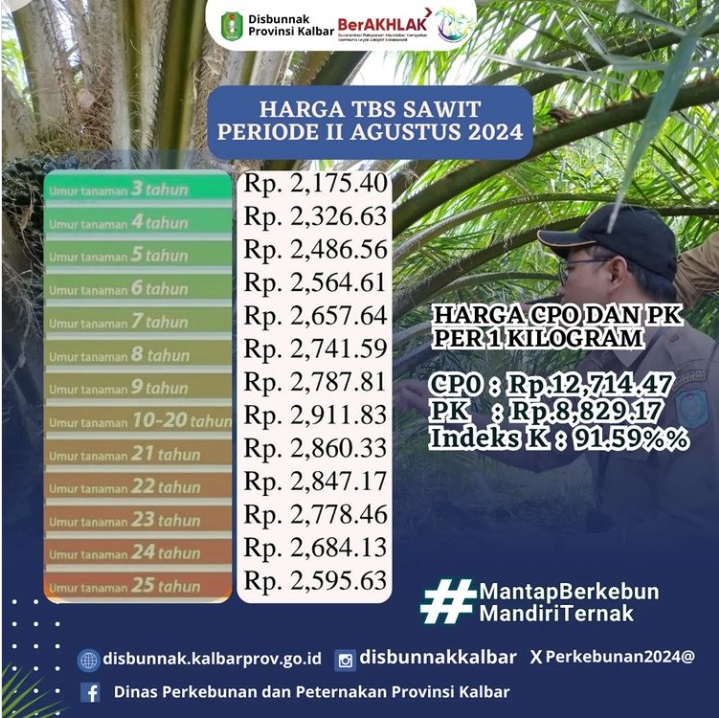 Disbunnak
Provinsi Kalbar
BerAKHLAK
HARGA TBS SAWIT
PERIODE II AGUSTUS 2024
Umur tanaman 3 tahun Rp. 2,175.40
Umur tanaman 4 tahun Rp. 2,326.63
Umur tanaman 5 tahun Rp. 2,486.56
Umur tanaman 6 tahun Rp. 2,564.61
Umur tanaman 7 tahun Rp. 2,657.64
Umur tanaman 8 tahun Rp. 2,741.59
Umur tanaman 9 tahun Rp. 2,787.81
Umur tanaman 10-20 tahun Rp. 2,911.83
Umur tanaman 21 tahun Rp. 2,860.33
Umur tanaman 22 tahun Rp. 2,847.17
Umur tanaman 23 tahun Rp. 2,778.46
Umur tanaman 24 tahun Rp. 2,684.13
Umur tanaman 25 tahun Rp. 2,595.63
HARGA CPO DAN PK
PER 1 KILOGRAM
CPO : Rp.12,714.47
PK : Rp.8,829.17
Indeks K : 91.59%%
#MantapBerkebun
MandiriTernak
disbunnak.kalbarprov.go.id disbunnakkalbar X Perkebunan2024@
Dinas Perkebunan dan Peternakan Provinsi Kalbar